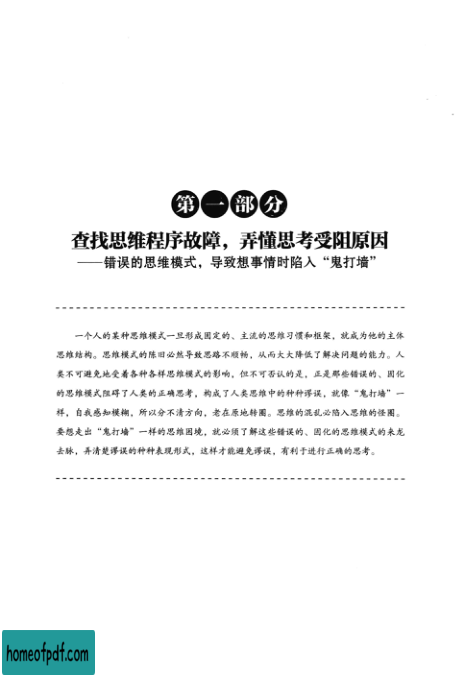 第一部分
查找思维程序故障，弄懂思考受阻原因
——错误的思维模式，导致想事情时陷入“鬼打墙”
一个人的某种思维模式一旦形成固定的、主流的思维习惯和框架，就成为他的主体
思维结构。思维模式的陈旧必然导致思路不顺畅，从而大大降低了解决问题的能力。人
类不可避免地受着各种各样思维模式的影响，但不可否认的是，正是那些错误的、固化
的思维模式阻碍了人类的正确思考，构成了人类思维中的种种谬误，就像“鬼打墙”一
样，自我感知模糊，所以分不清方向，老在原地转圈。思维的混乱必陷入思维的怪圈。
要想走出“鬼打墙”一样的思维困境，就必须了解这些错误的、固化的思维模式的来龙
去脉，弄清楚谬误的种种表现形式，这样才能避免谬误，有利于进行正确的思考。
homeofpdf.com